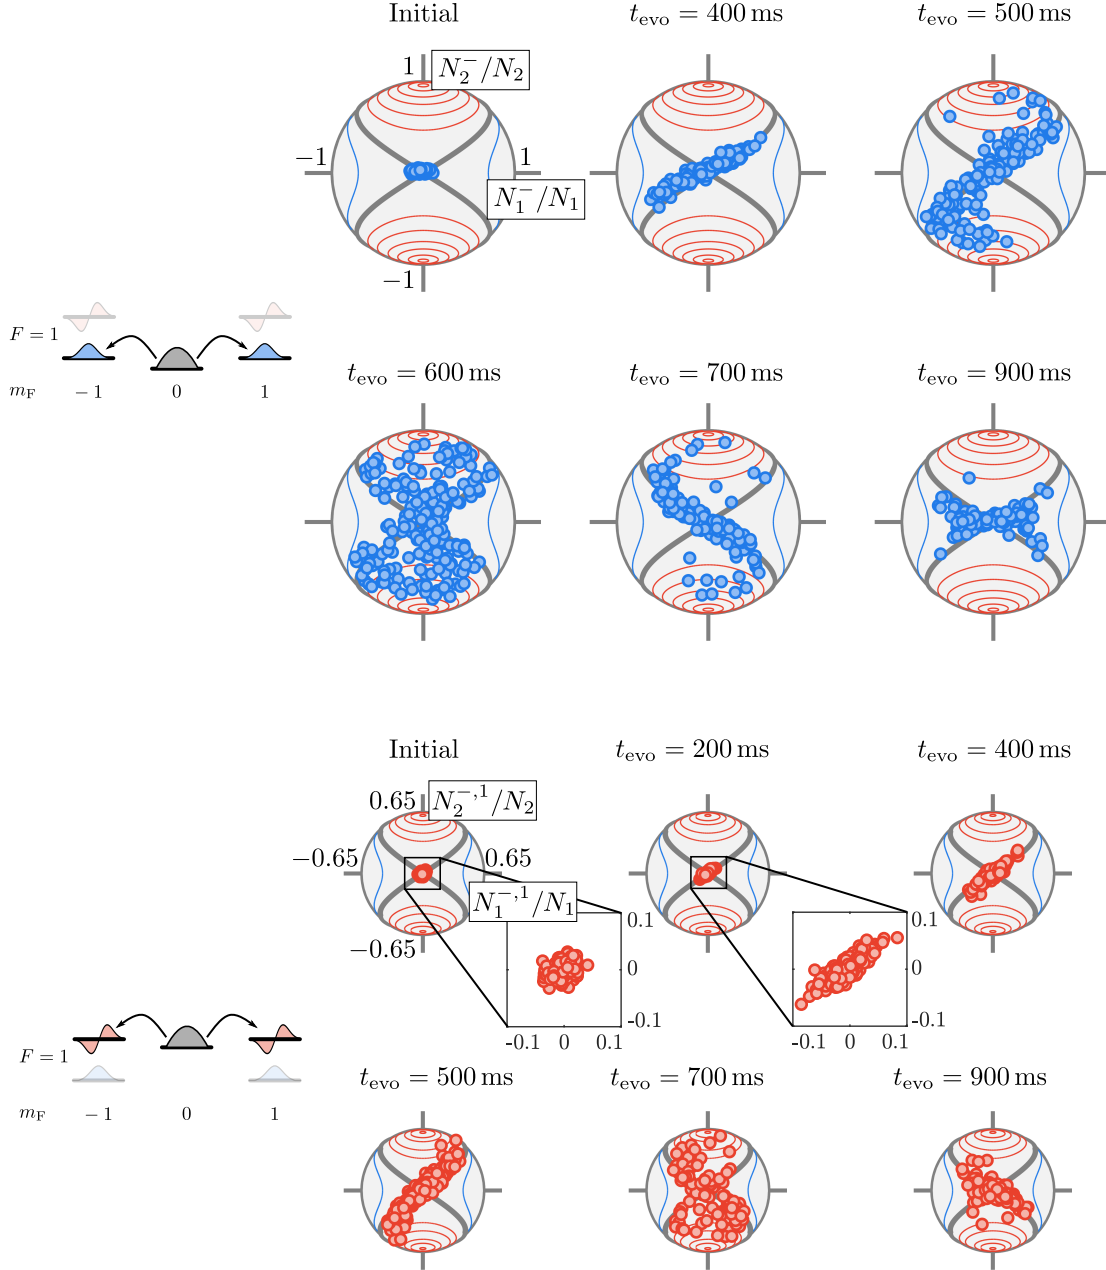 Initial
t_evo = 400 ms
t_evo = 500 ms
1
N_2^-/N_2
−1
1
N_1^-/N_1
−1
F = 1
m_F
−1
0
1
t_evo = 600 ms
t_evo = 700 ms
t_evo = 900 ms
Initial
t_evo = 200 ms
t_evo = 400 ms
0.65
N_2^{-,1}/N_2
−0.65
0.65
N_1^{-,1}/N_1
−0.65
0.1
0
-0.1
-0.1
0
0.1
0.1
0
-0.1
-0.1
0
0.1
F = 1
m_F
−1
0
1
t_evo = 500 ms
t_evo = 700 ms
t_evo = 900 ms